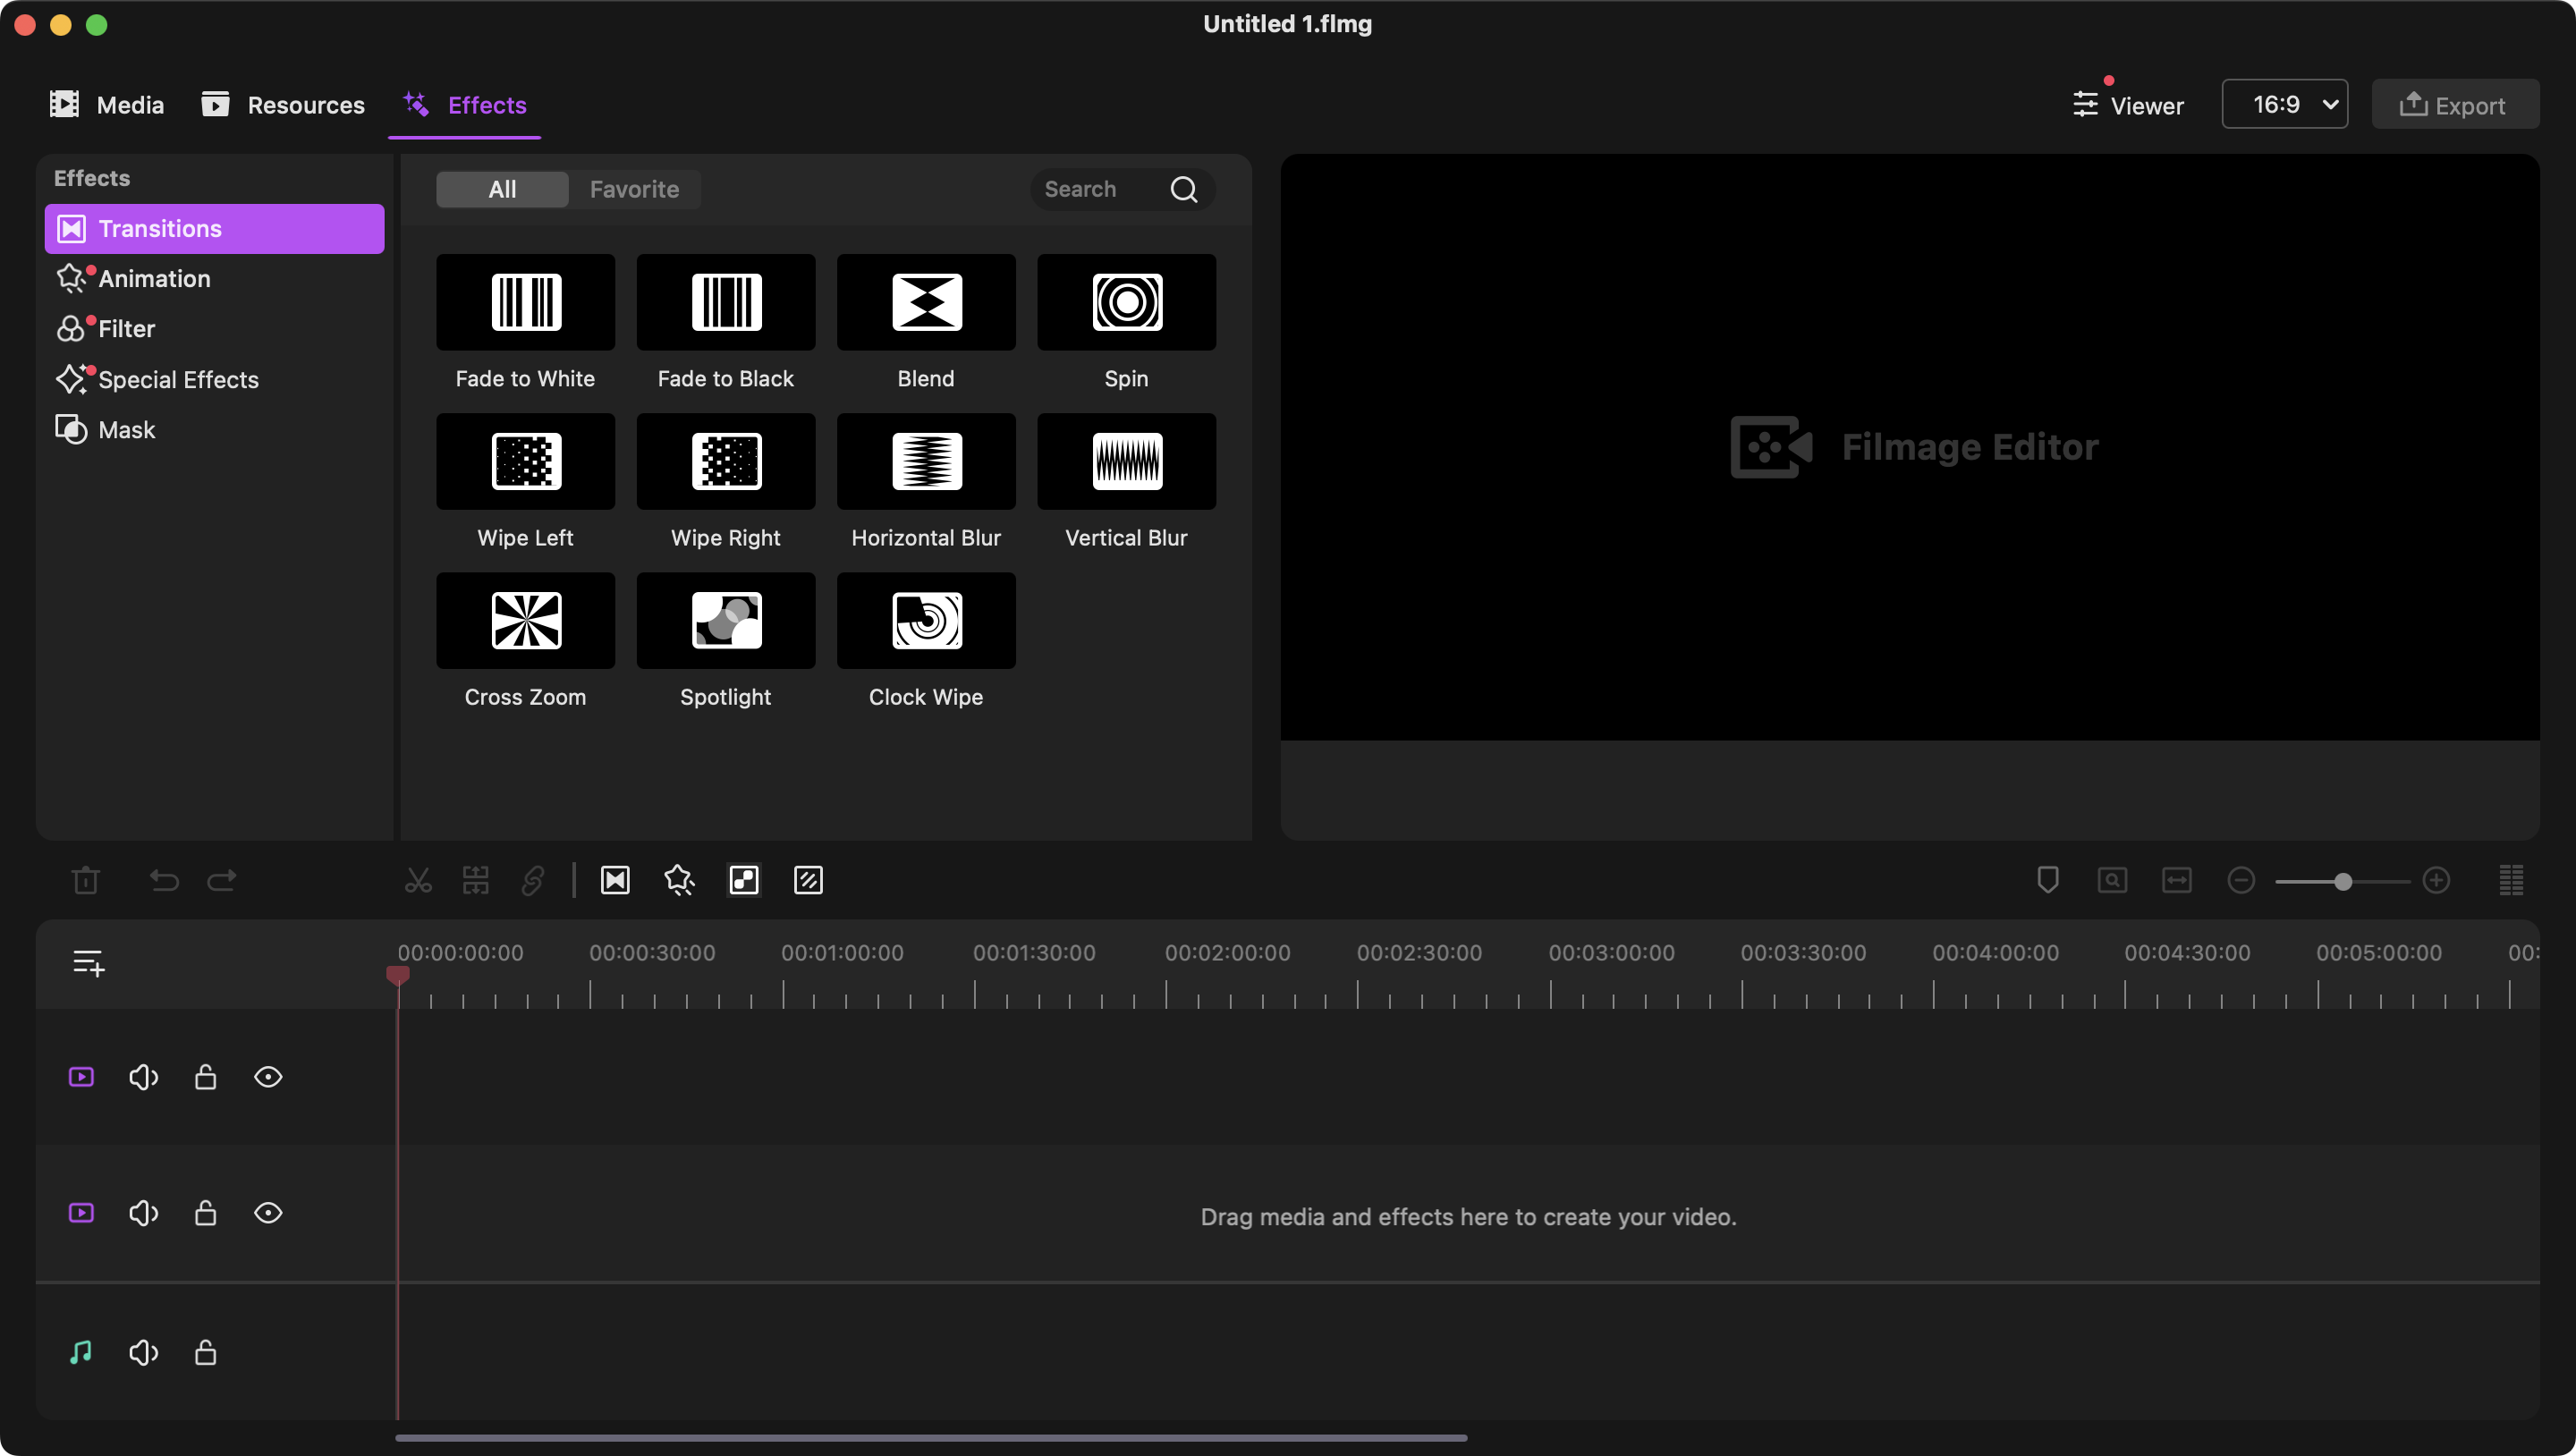 Untitled 1.flmg
Media
Resources
Effects
Viewer
16:9
Export
Effects
Transitions
Animation
Filter
Special Effects
Mask
All
Favorite
Search
Fade to White
Fade to Black
Blend
Spin
Wipe Left
Wipe Right
Horizontal Blur
Vertical Blur
Cross Zoom
Spotlight
Clock Wipe
Filmage Editor
00:00:00:00
00:00:30:00
00:01:00:00
00:01:30:00
00:02:00:00
00:02:30:00
00:03:00:00
00:03:30:00
00:04:00:00
00:04:30:00
00:05:00:00
00:
Drag media and effects here to create your video.